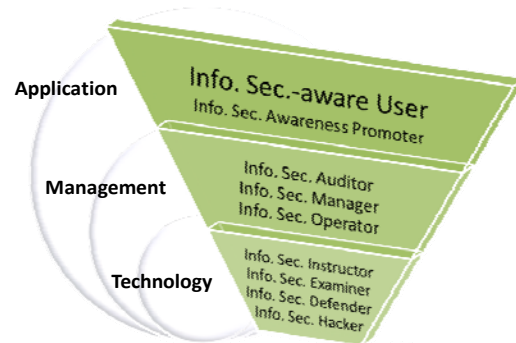 Application
Info. Sec.-aware User
Info. Sec. Awareness Promoter
Management
Info. Sec. Auditor
Info. Sec. Manager
Info. Sec. Operator
Technology
Info. Sec. Instructor
Info. Sec. Examiner
Info. Sec. Defender
Info. Sec. Hacker